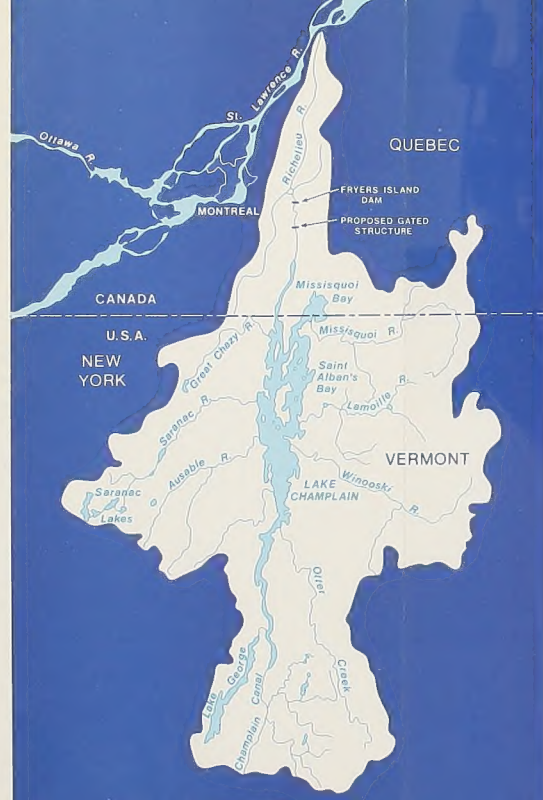 St. Lawrence R.
Ottawa R.
Richelieu R.
QUEBEC
FRYERS ISLAND
DAM
MONTREAL
PROPOSED GATED
STRUCTURE
Missisquoi
Bay
CANADA
U.S.A.
Missisquoi R.
NEW
YORK
Great Chazy R.
Saint
Alban's
Bay
Saranac R.
Lamoille R.
Ausable R.
VERMONT
Winooski R.
LAKE
CHAMPLAIN
Saranac
Lakes
Otter Creek
Lake George
Champlain Canal